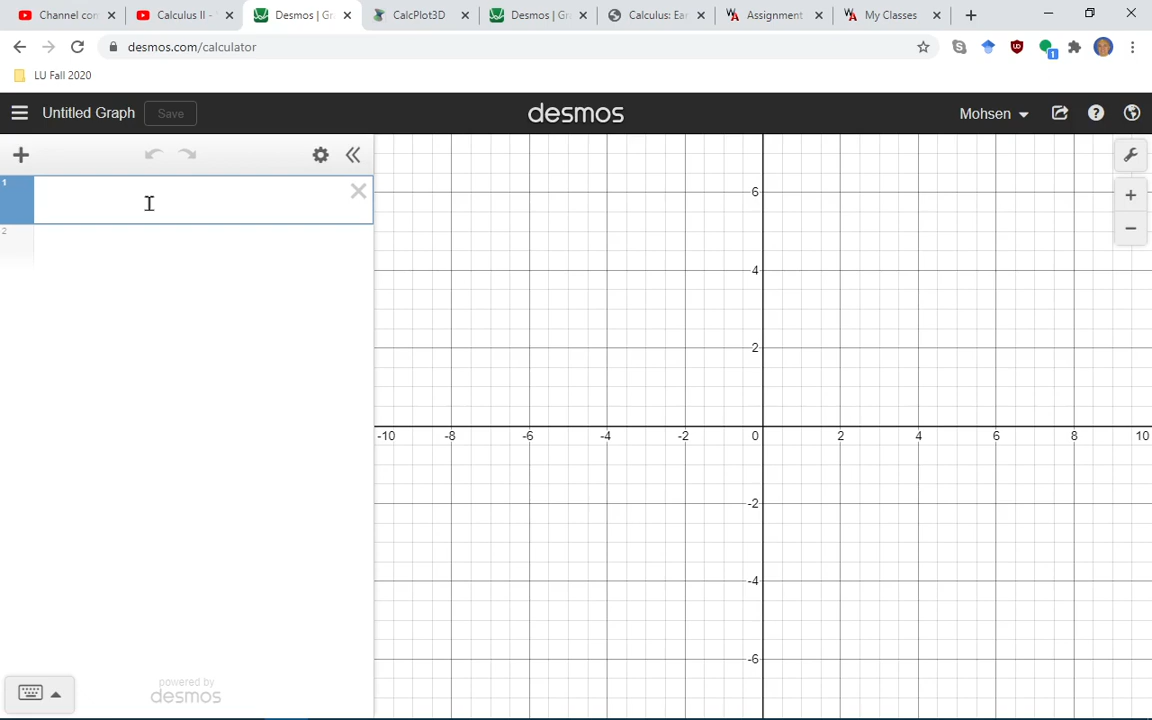 Channel con
Calculus II -
Desmos | Gr
CalcPlot3D
Desmos | Gr
Calculus: Ear
Assignment
My Classes
desmos.com/calculator
1
LU Fall 2020
Untitled Graph
Save
desmos
Mohsen
1
2
6
4
2
-10
-8
-6
-4
-2
0
2
4
6
8
10
-2
-4
-6
powered by
desmos